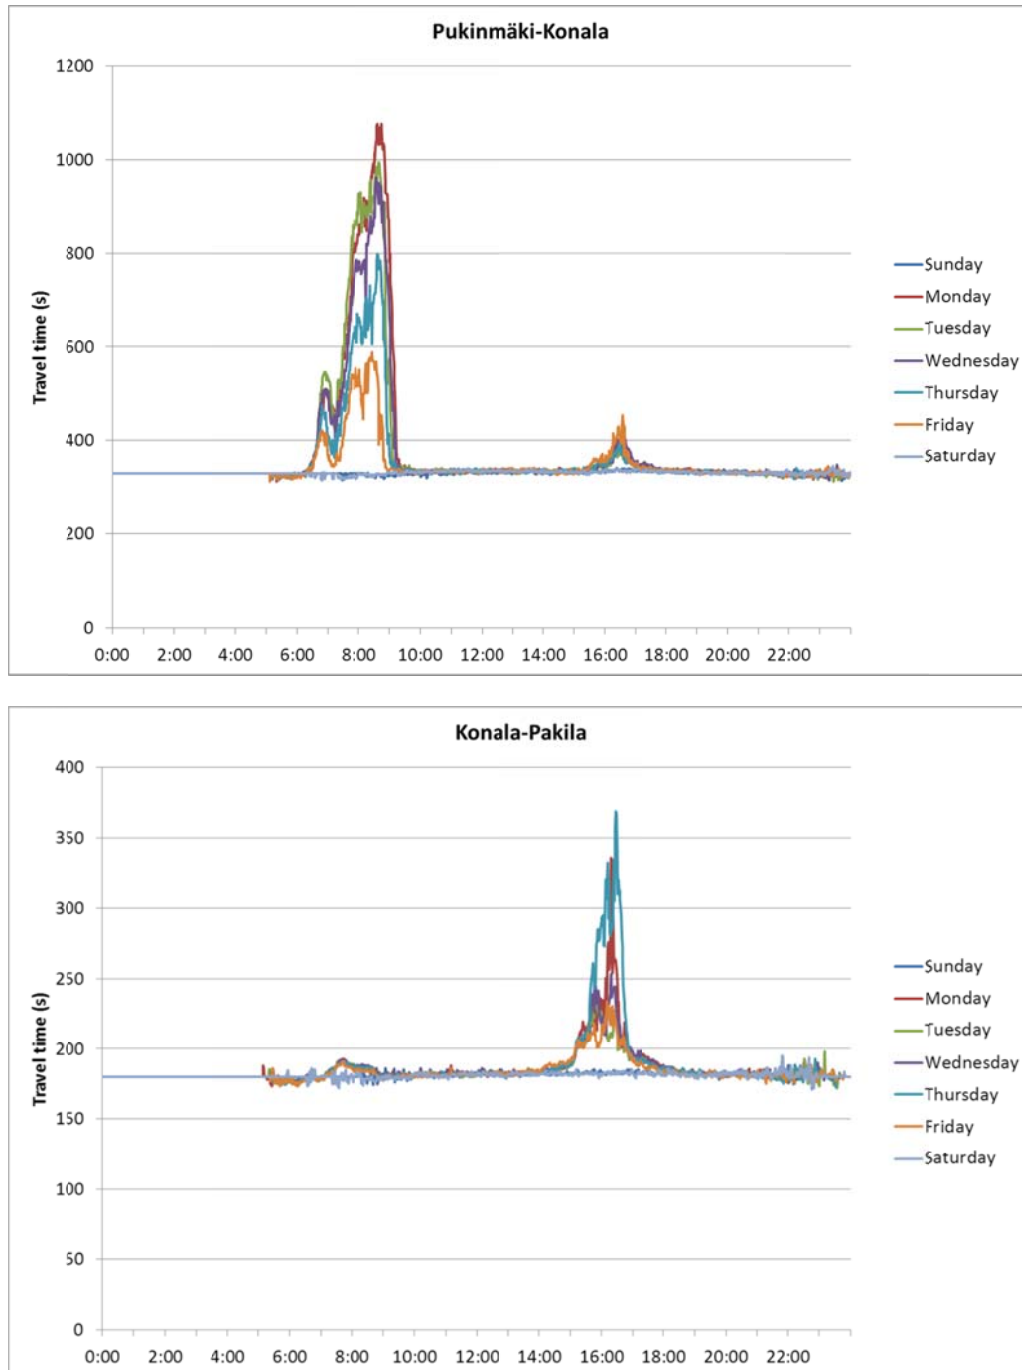 Pukinmäki-Konala
1200
1000
800
600
400
200
0
Travel time (s)
0:00 2:00 4:00 6:00 8:00 10:00 12:00 14:00 16:00 18:00 20:00 22:00
Sunday
Monday
Tuesday
Wednesday
Thursday
Friday
Saturday
Konala-Pakila
400
350
300
250
200
150
100
50
0
Travel time (s)
0:00 2:00 4:00 6:00 8:00 10:00 12:00 14:00 16:00 18:00 20:00 22:00
Sunday
Monday
Tuesday
Wednesday
Thursday
Friday
Saturday